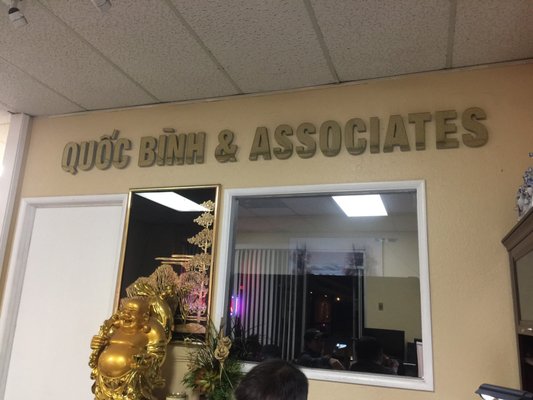 QUỐC BÌNH & ASSOCIATES